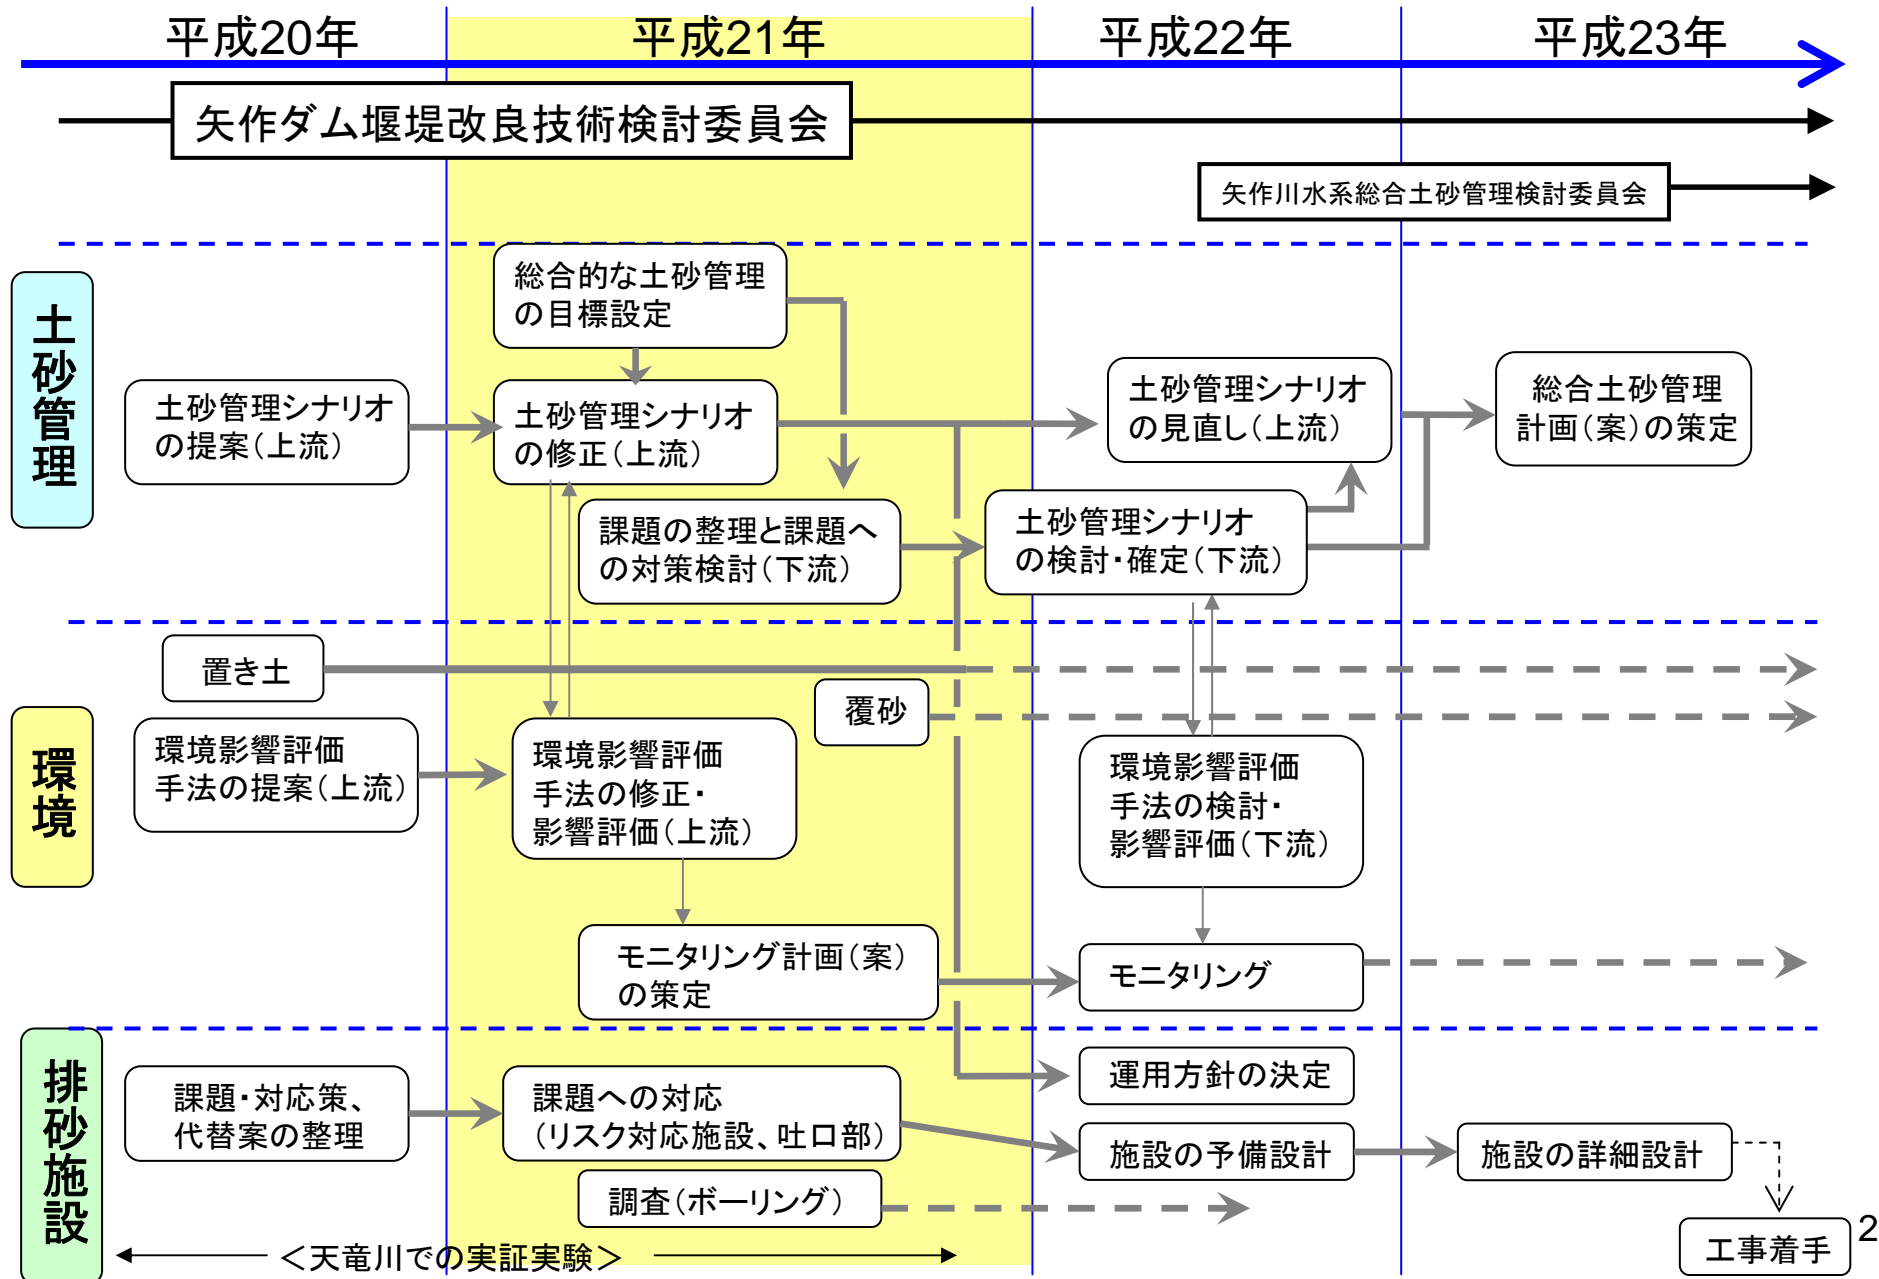 平成20年
平成21年
平成22年
平成23年
矢作ダム堰堤改良技術検討委員会
矢作川水系総合土砂管理検討委員会
土砂管理
総合的な土砂管理
の目標設定
土砂管理シナリオ
の提案(上流)
土砂管理シナリオ
の修正(上流)
土砂管理シナリオ
の見直し(上流)
総合土砂管理
計画(案)の策定
課題の整理と課題へ
の対策検討(下流)
土砂管理シナリオ
の検討・確定(下流)
環境
置き土
覆砂
環境影響評価
手法の提案(上流)
環境影響評価
手法の修正・
影響評価(上流)
環境影響評価
手法の検討・
影響評価(下流)
モニタリング計画(案)
の策定
モニタリング
排砂施設
課題・対応策、
代替案の整理
課題への対応
(リスク対応施設、吐口部)
運用方針の決定
施設の予備設計
施設の詳細設計
調査(ボーリング)
工事着手
<天竜川での実証実験>
2